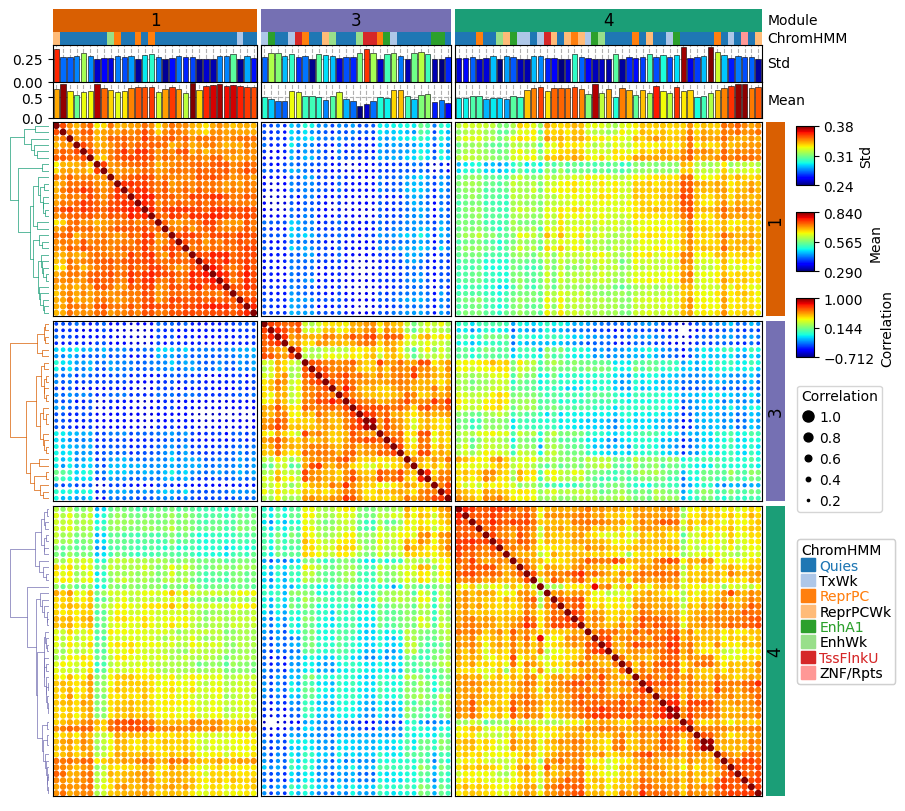 1 3 4 Module
ChromHMM
0.25 Std
0.00
0.5 Mean
0.0
1
3
4
0.38
0.31
0.24
Std
0.840
0.565
0.290
Mean
1.000
0.144
−0.712
Correlation
Correlation
1.0
0.8
0.6
0.4
0.2
ChromHMM
Quies
TxWk
ReprPC
ReprPCWk
EnhA1
EnhWk
TssFlnkU
ZNF/Rpts